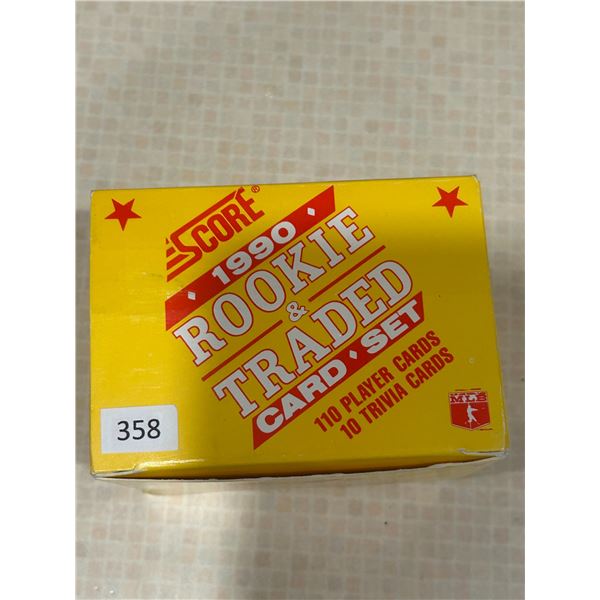 SCORE®
1990
ROOKIE
&
TRADED
CARD • SET
110 PLAYER CARDS
10 TRIVIA CARDS
MLB
358